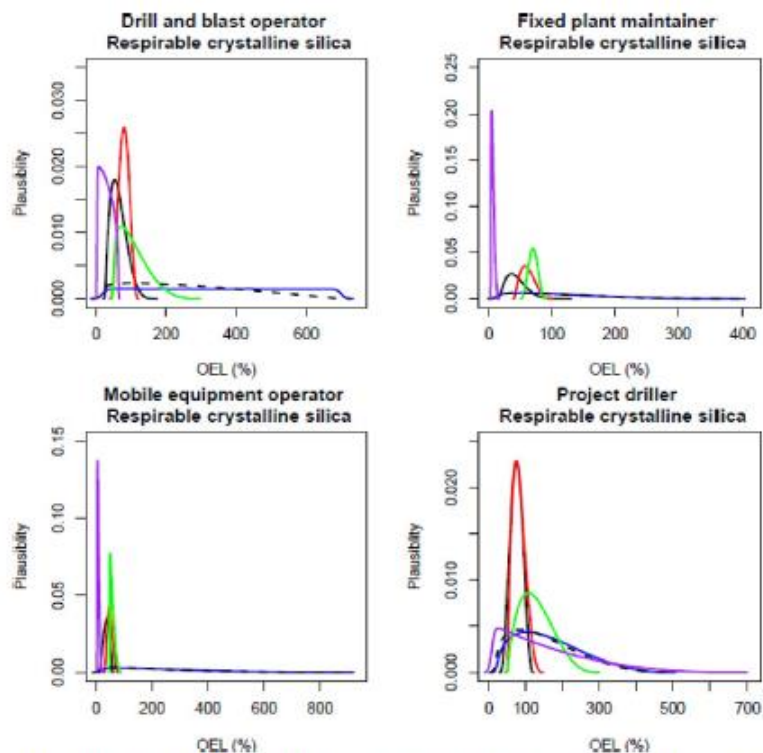 Drill and blast operator
Respirable crystalline silica
Plausiblity
0.000 0.010 0.020 0.030
0 200 400 600
OEL (%)
Fixed plant maintainer
Respirable crystalline silica
Plausiblity
0.00 0.05 0.10 0.15 0.20 0.25
0 100 200 300 400
OEL (%)
Mobile equipment operator
Respirable crystalline silica
Plausiblity
0.00 0.05 0.10 0.15
0 200 400 600 800
OEL (%)
Project driller
Respirable crystalline silica
Plausiblity
0.000 0.010 0.020
0 100 300 500 700
OEL (%)